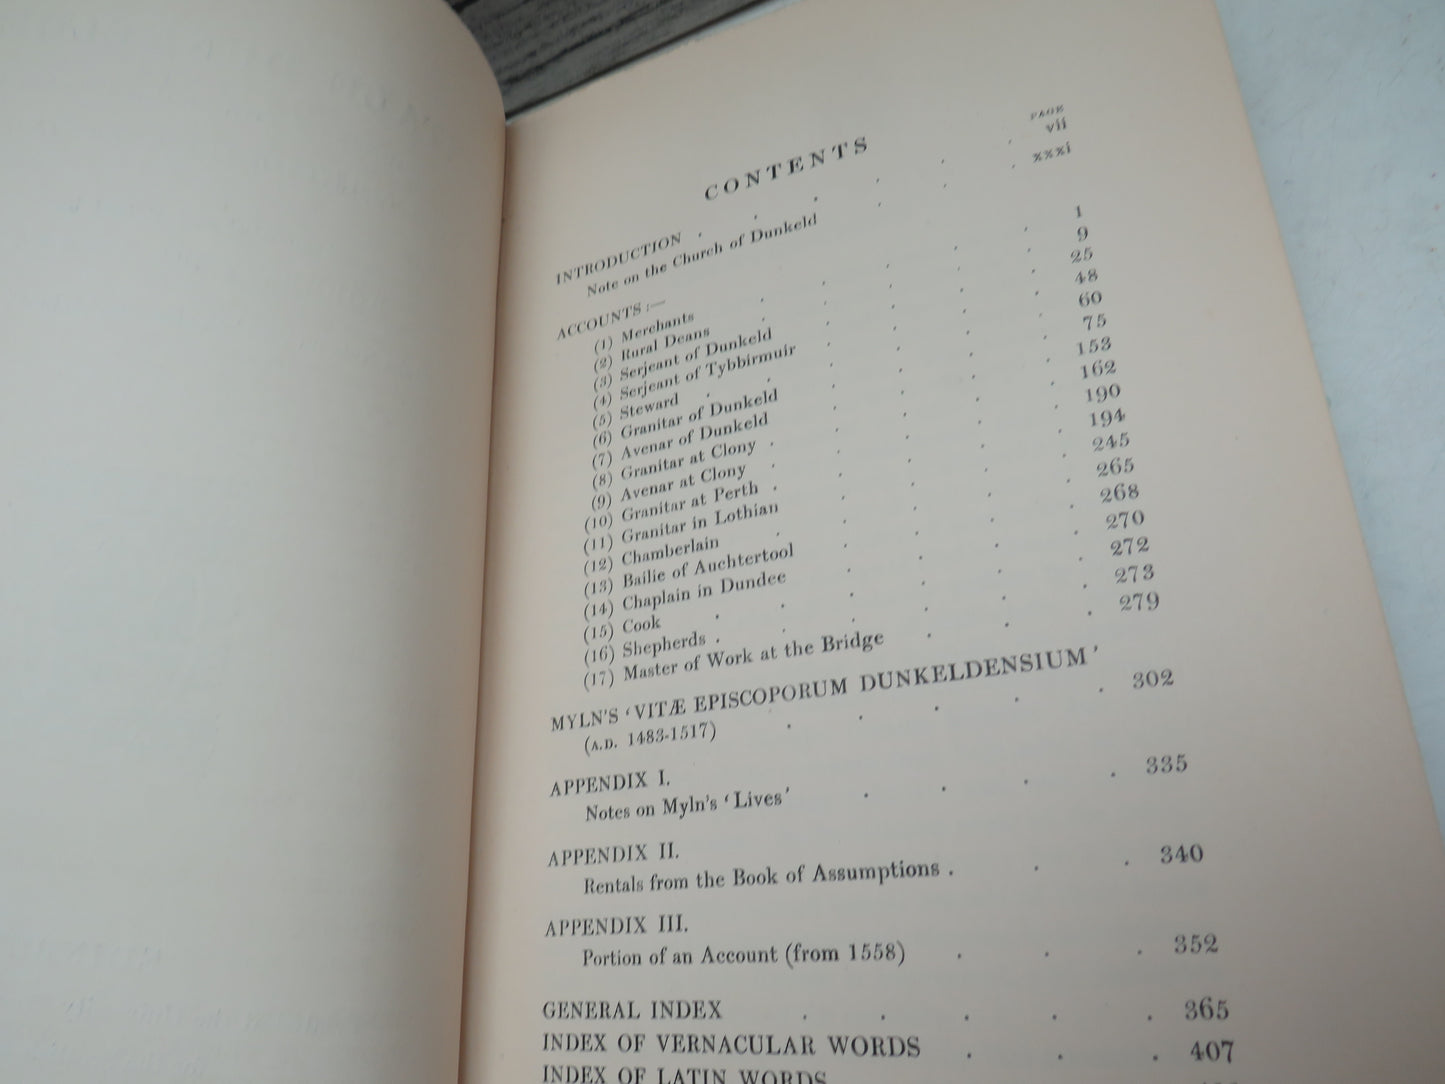 CONTENTS
PAGE
INTRODUCTION . . . . . . vii
Note on the Church of Dunkeld . . . xxxi
ACCOUNTS:—
(1) Merchants . . . . . 1
(2) Rural Deans . . . . . 9
(3) Serjeant of Dunkeld . . . . 25
(4) Serjeant of Tybbirmuir . . . . 48
(5) Steward . . . . . . 60
(6) Granitar of Dunkeld . . . . 75
(7) Avenar of Dunkeld . . . . 153
(8) Granitar at Clony . . . . . 162
(9) Avenar at Clony . . . . . 190
(10) Granitar at Perth . . . . . 194
(11) Granitar in Lothian . . . . 245
(12) Chamberlain . . . . . 265
(13) Bailie of Auchtertool . . . . 268
(14) Chaplain in Dundee . . . . 270
(15) Cook . . . . . . 272
(16) Shepherds . . . . . . 273
(17) Master of Work at the Bridge . . . 279
MYLN'S 'VITÆ EPISCOPORUM DUNKELDENSIUM'
(A.D. 1483-1517) . . . . . 302
APPENDIX I.
Notes on Myln's 'Lives' . . . . 335
APPENDIX II.
Rentals from the Book of Assumptions . . . 340
APPENDIX III.
Portion of an Account (from 1558) . . . 352
GENERAL INDEX . . . . . 365
INDEX OF VERNACULAR WORDS . . . 407
INDEX OF LATIN WORDS